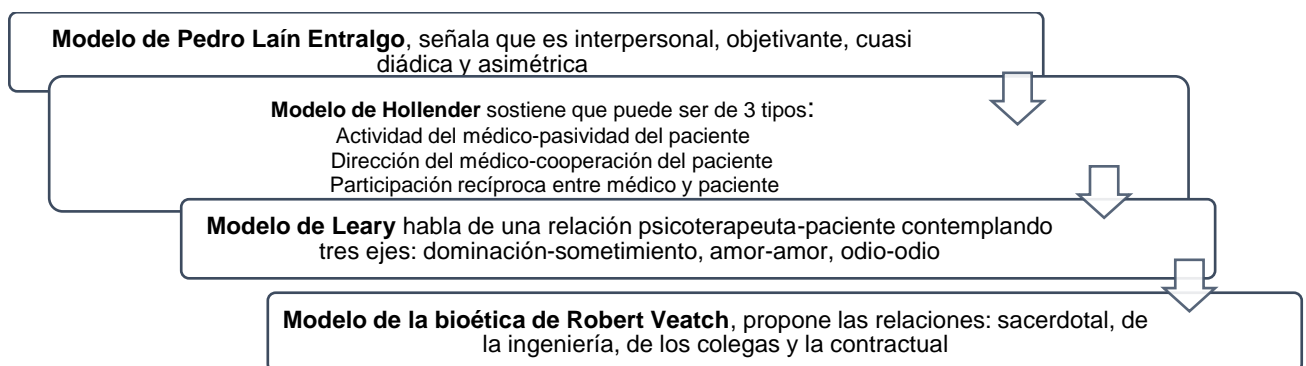 Modelo de Pedro Laín Entralgo, señala que es interpersonal, objetivante, cuasi
diádica y asimétrica
Modelo de Hollender sostiene que puede ser de 3 tipos:
Actividad del médico-pasividad del paciente
Dirección del médico-cooperación del paciente
Participación recíproca entre médico y paciente
Modelo de Leary habla de una relación psicoterapeuta-paciente contemplando
tres ejes: dominación-sometimiento, amor-amor, odio-odio
Modelo de la bioética de Robert Veatch, propone las relaciones: sacerdotal, de
la ingeniería, de los colegas y la contractual